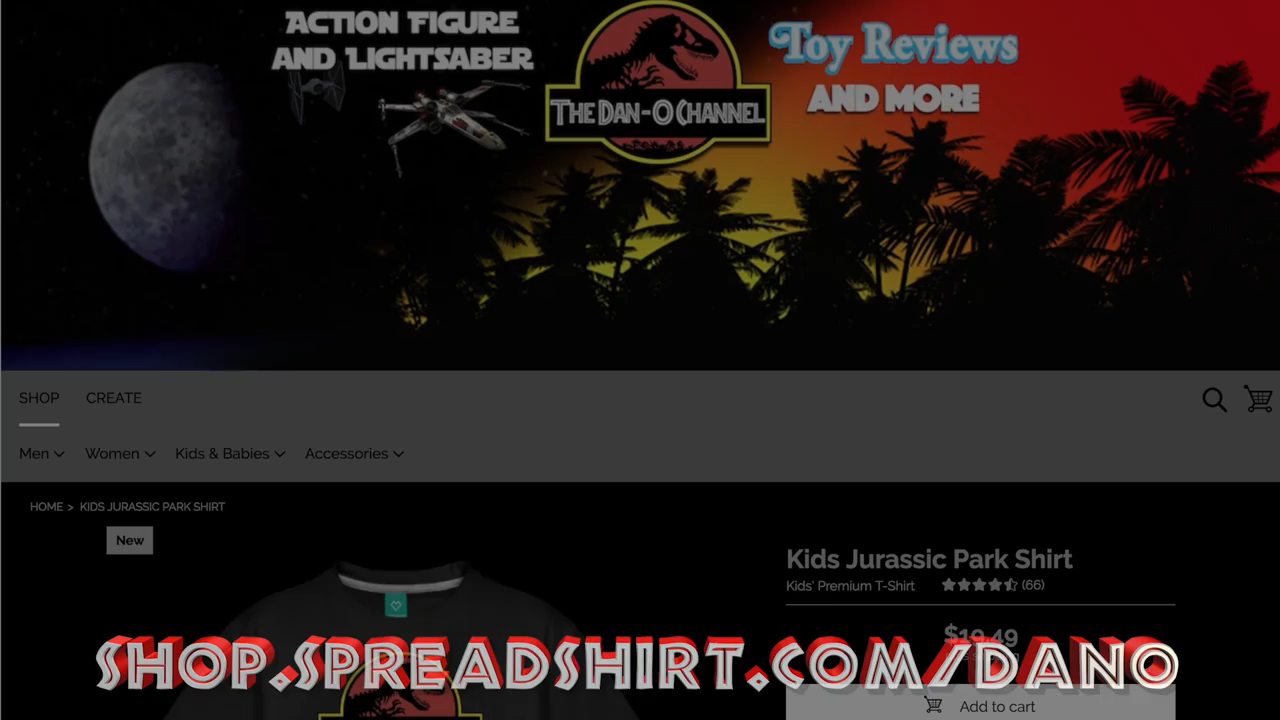 ACTION FIGURE
AND LIGHTSABER
THE DAN-O CHANNEL
Toy Reviews
AND MORE
SHOP CREATE
Men Women Kids & Babies Accessories
HOME > KIDS JURASSIC PARK SHIRT
New
Kids Jurassic Park Shirt
Kids' Premium T-Shirt (66)
$19.49
SHOP.SPREADSHIRT.COM/DANO
Add to cart